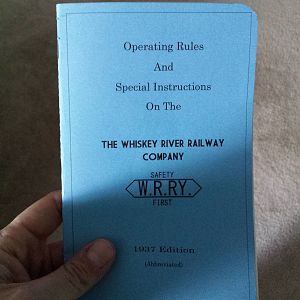 Operating Rules
And
Special Instructions
On The
THE WHISKEY RIVER RAILWAY
COMPANY
SAFETY
W.R.RY.
FIRST
1937 Edition
(Abbreviated)